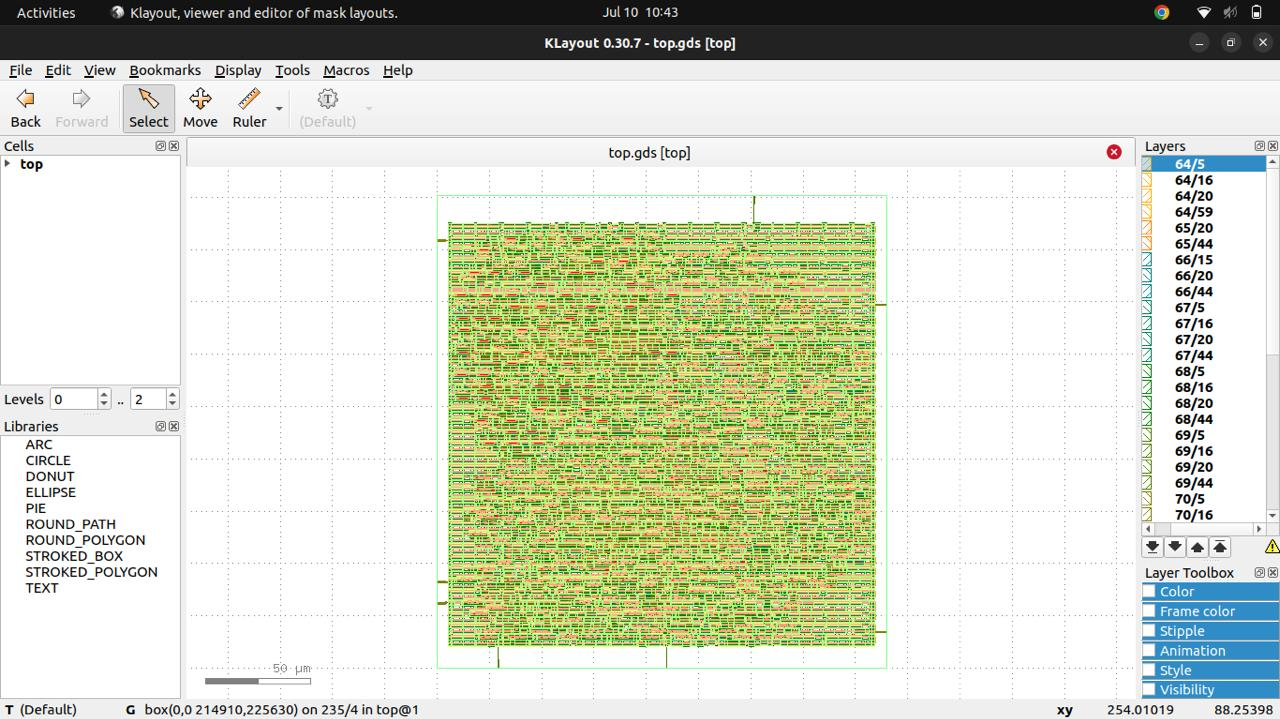 Activities Klayout, viewer and editor of mask layouts. Jul 10 10:43
KLayout 0.30.7 - top.gds [top]
File Edit View Bookmarks Display Tools Macros Help
Back Forward Select Move Ruler (Default)
Cells
top
Levels 0 .. 2
Libraries
ARC
CIRCLE
DONUT
ELLIPSE
PIE
ROUND_PATH
ROUND_POLYGON
STROKED_BOX
STROKED_POLYGON
TEXT
top.gds [top]
50 µm
Layers
64/5
64/16
64/20
64/59
65/20
65/44
66/15
66/20
66/44
67/5
67/16
67/20
67/44
68/5
68/16
68/20
68/44
69/5
69/16
69/20
69/44
70/5
70/16
Layer Toolbox
Color
Frame color
Stipple
Animation
Style
Visibility
T (Default) G box(0,0 214910,225630) on 235/4 in top@1 xy 254.01019 88.25398